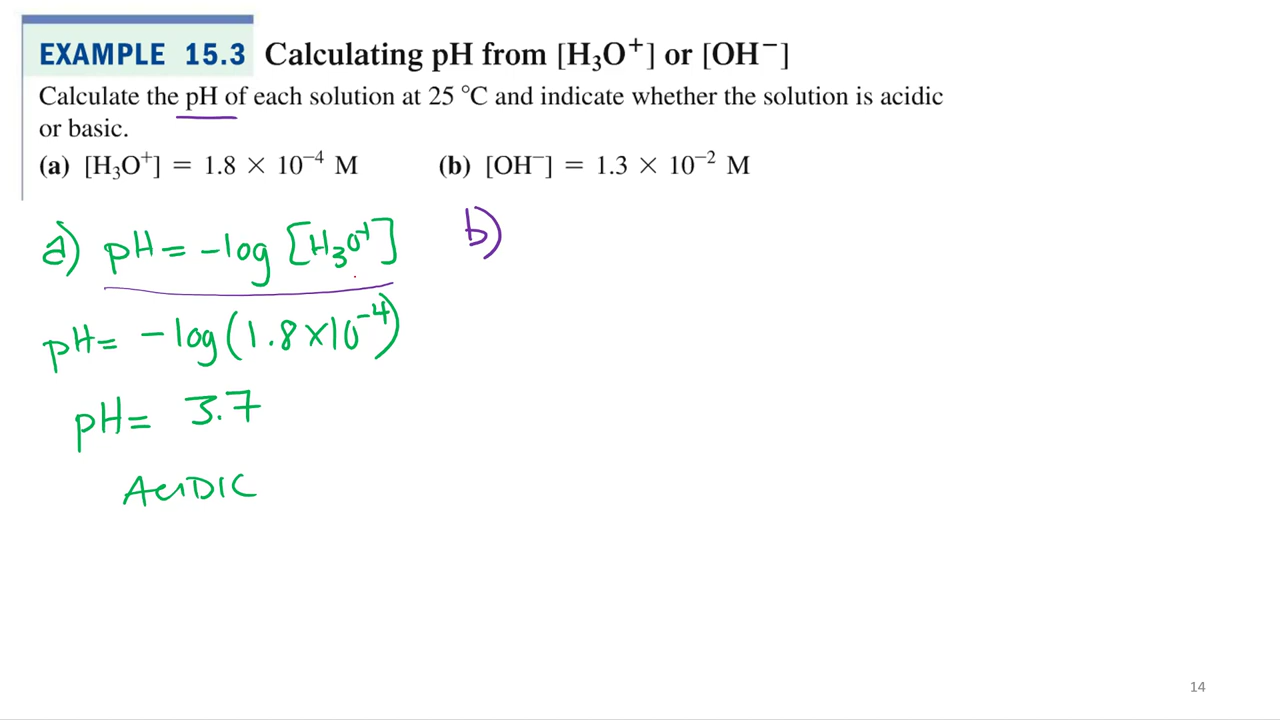 EXAMPLE 15.3 Calculating pH from [H₃O⁺] or [OH⁻]
Calculate the pH of each solution at 25 °C and indicate whether the solution is acidic
or basic.
(a) [H₃O⁺] = 1.8 × 10⁻⁴ M (b) [OH⁻] = 1.3 × 10⁻² M
a) pH = -log [H₃O⁺] b)
pH = -log (1.8 × 10⁻⁴)
pH = 3.7
ACIDIC
14